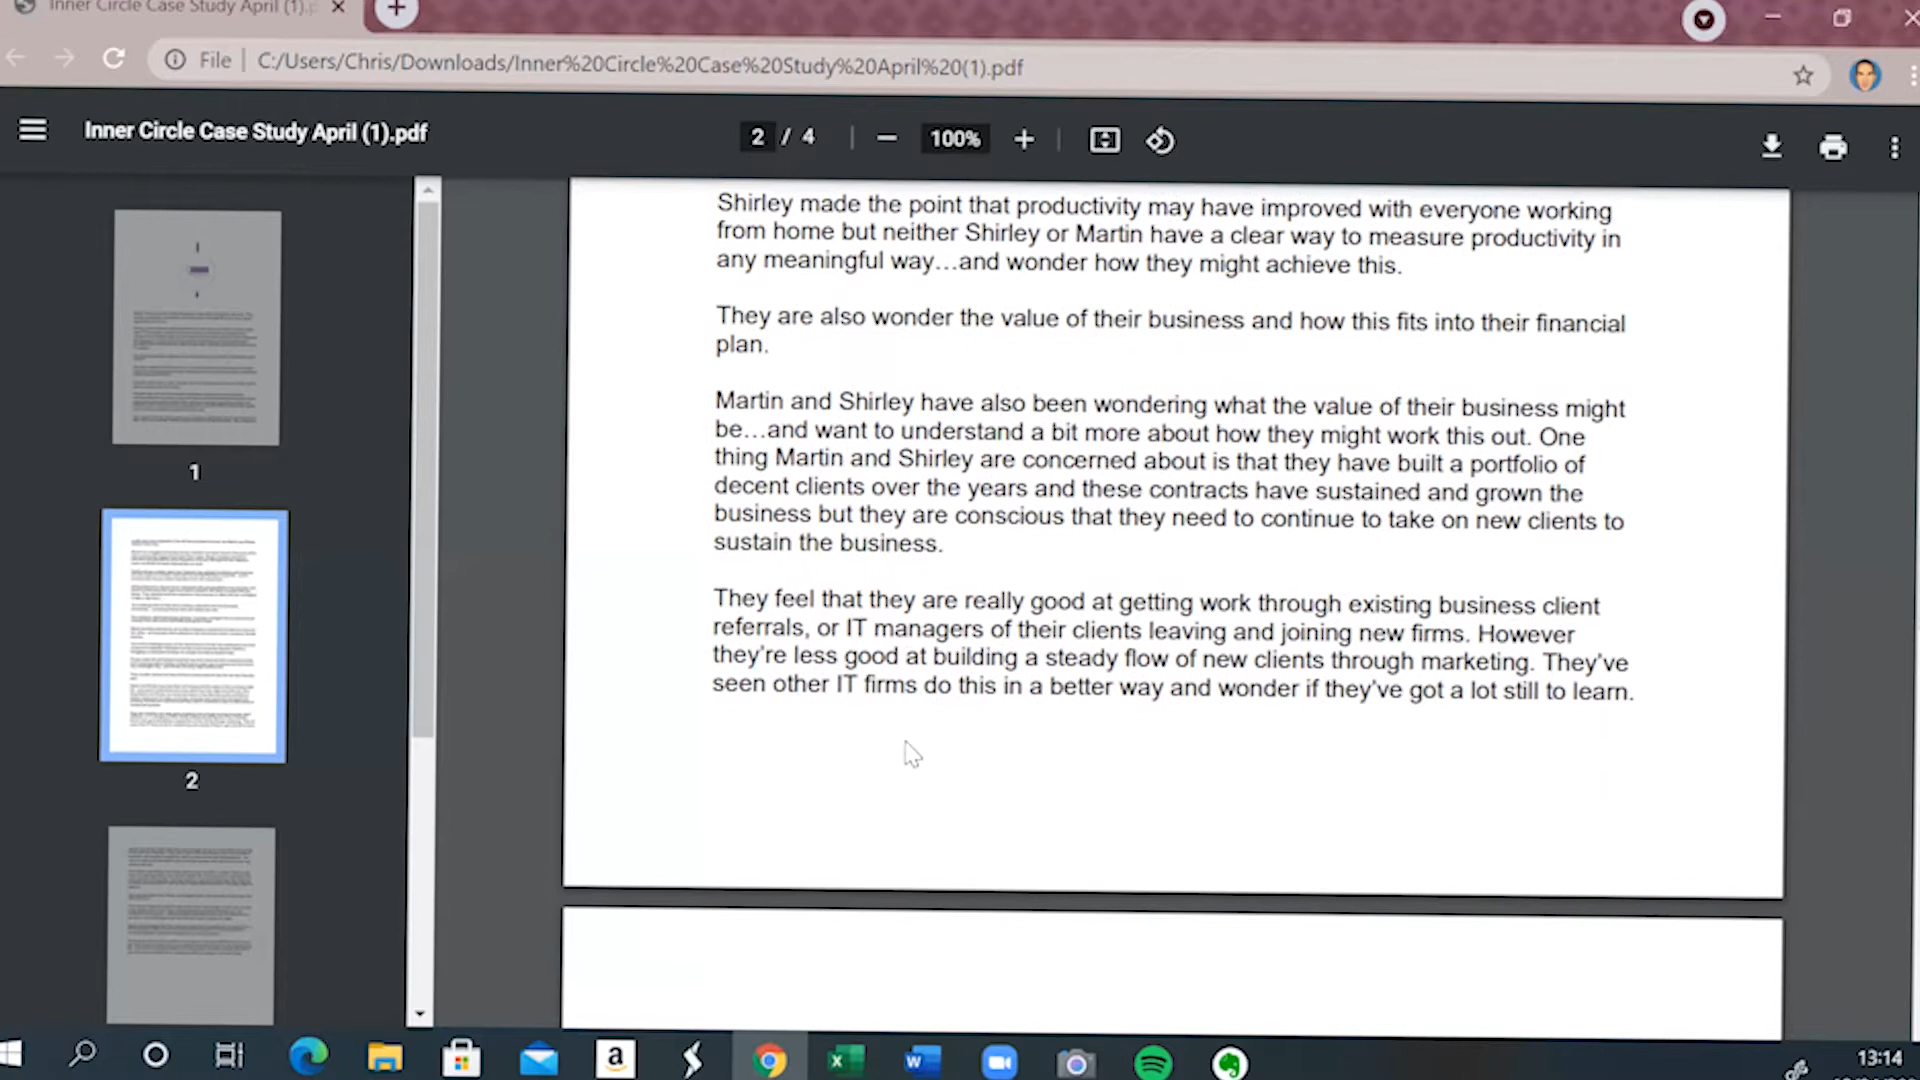 Inner Circle Case Study April (1).p
File
C:/Users/Chris/Downloads/Inner%20Circle%20Case%20Study%20April%20(1).pdf
Inner Circle Case Study April (1).pdf
2 / 4
100%
Shirley made the point that productivity may have improved with everyone working
from home but neither Shirley or Martin have a clear way to measure productivity in
any meaningful way…and wonder how they might achieve this.
They are also wonder the value of their business and how this fits into their financial
plan.
Martin and Shirley have also been wondering what the value of their business might
be…and want to understand a bit more about how they might work this out. One
thing Martin and Shirley are concerned about is that they have built a portfolio of
decent clients over the years and these contracts have sustained and grown the
business but they are conscious that they need to continue to take on new clients to
sustain the business.
They feel that they are really good at getting work through existing business client
referrals, or IT managers of their clients leaving and joining new firms. However
they're less good at building a steady flow of new clients through marketing. They've
seen other IT firms do this in a better way and wonder if they've got a lot still to learn.
1
2
13:14